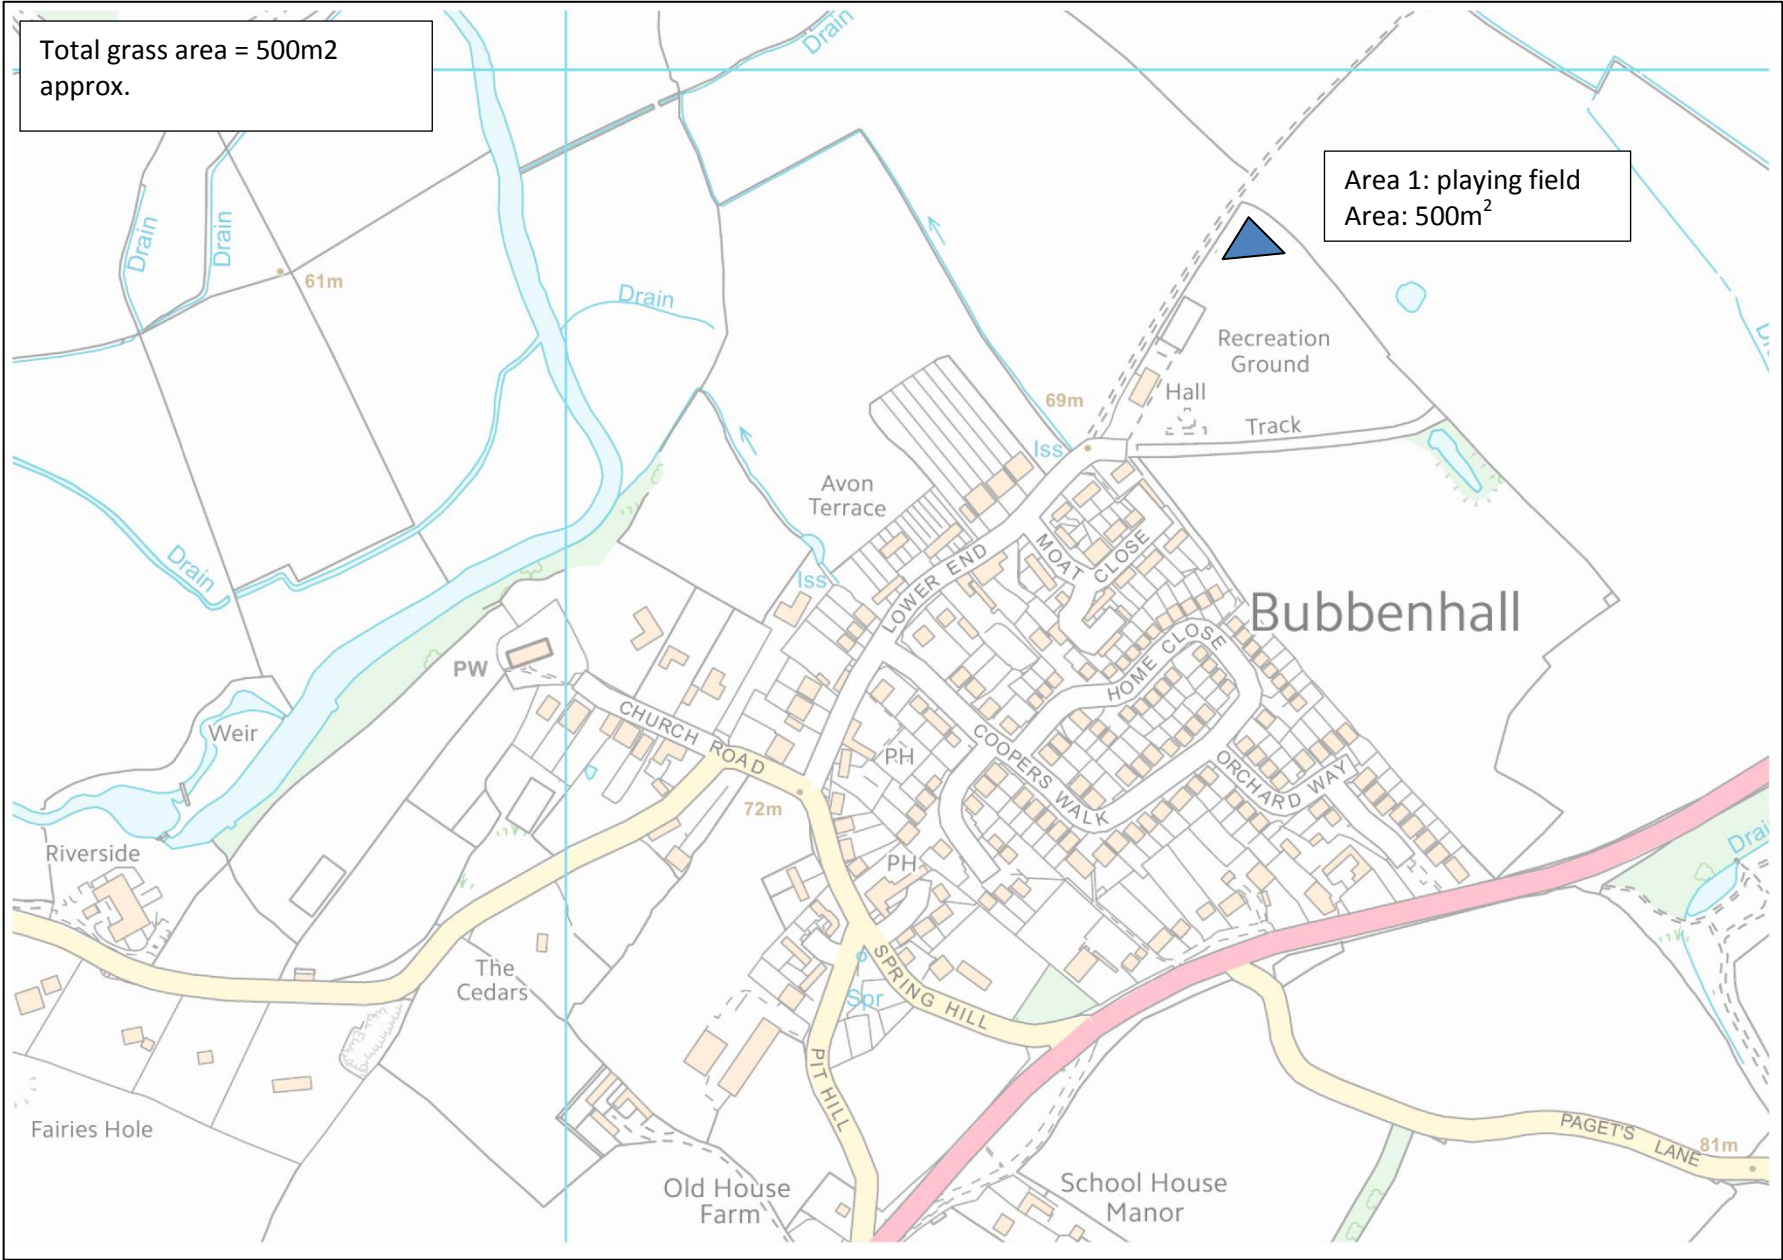 Total grass area = 500m2
approx.
Drain
Area 1: playing field
Area: 500m²
Drain
Drain
61m
Drain
Recreation
Ground
Hall
69m
Track
Iss
Avon
Terrace
Drain
Iss
LOWER END
MOAT CLOSE
Bubbenhall
PW
HOME CLOSE
CHURCH ROAD
Weir
PH
COOPERS WALK
ORCHARD WAY
72m
Riverside
PH
Drai
The
Cedars
SPRING HILL
Spr
PIT HILL
Fairies Hole
PAGET'S LANE
81m
Old House
Farm
School House
Manor